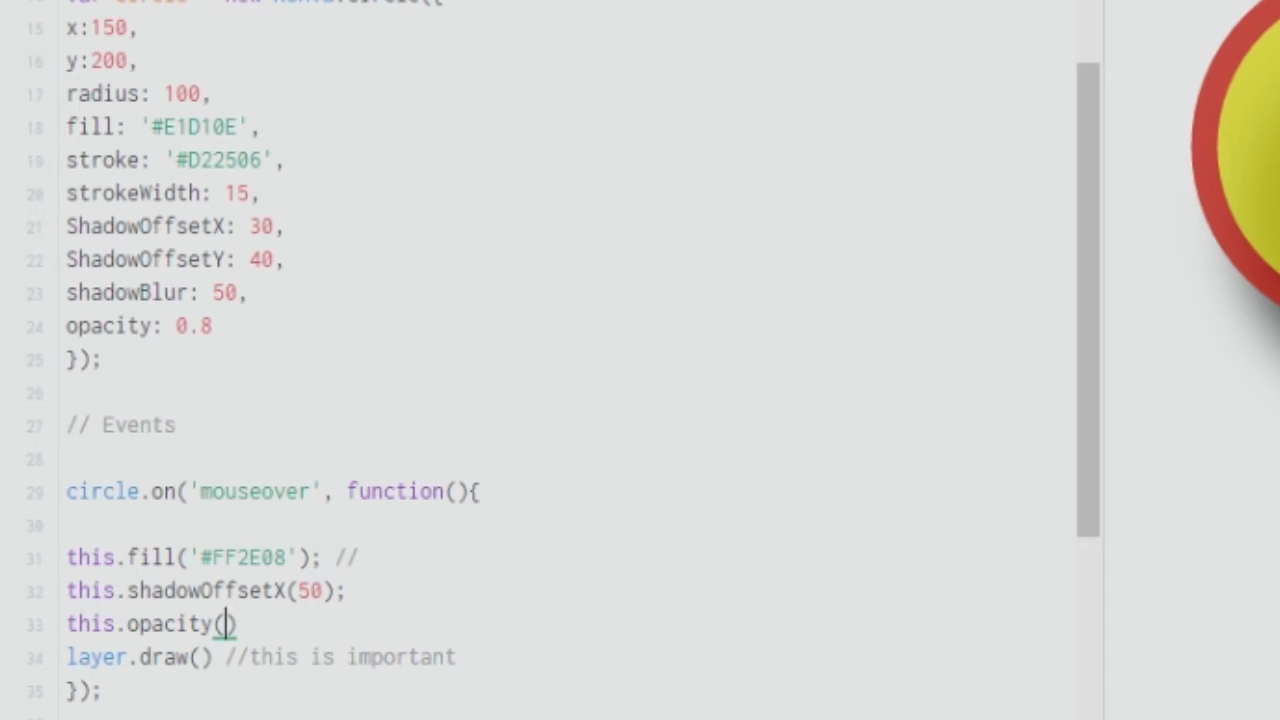 15 x:150,
16 y:200,
17 radius: 100,
18 fill: '#E1D10E',
19 stroke: '#D22506',
20 strokeWidth: 15,
21 ShadowOffsetX: 30,
22 ShadowOffsetY: 40,
23 shadowBlur: 50,
24 opacity: 0.8
25 });
26
27 // Events
28
29 circle.on('mouseover', function(){
30
31 this.fill('#FF2E08'); //
32 this.shadowOffsetX(50);
33 this.opacity()
34 layer.draw() //this is important
35 });